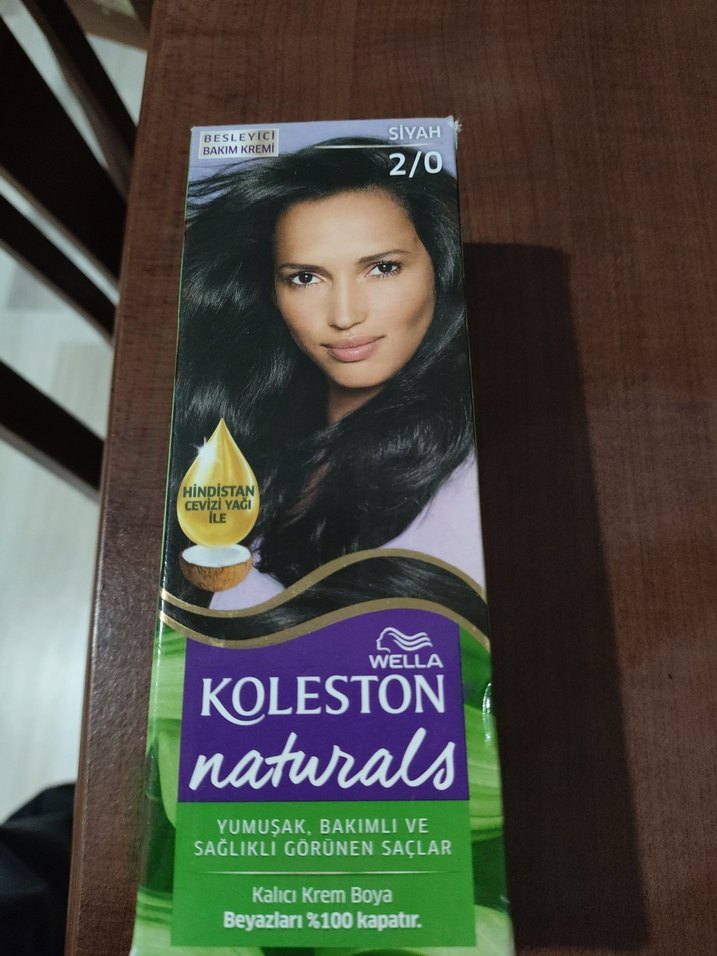 BESLEYİCİ
BAKIM KREMİ
SİYAH
2/0
HİNDİSTAN
CEVİZİ YAĞI
İLE
WELLA
KOLESTON
naturals
YUMUŞAK, BAKIMLI VE
SAĞLIKLI GÖRÜNEN SAÇLAR
Kalıcı Krem Boya
Beyazları %100 kapatır.